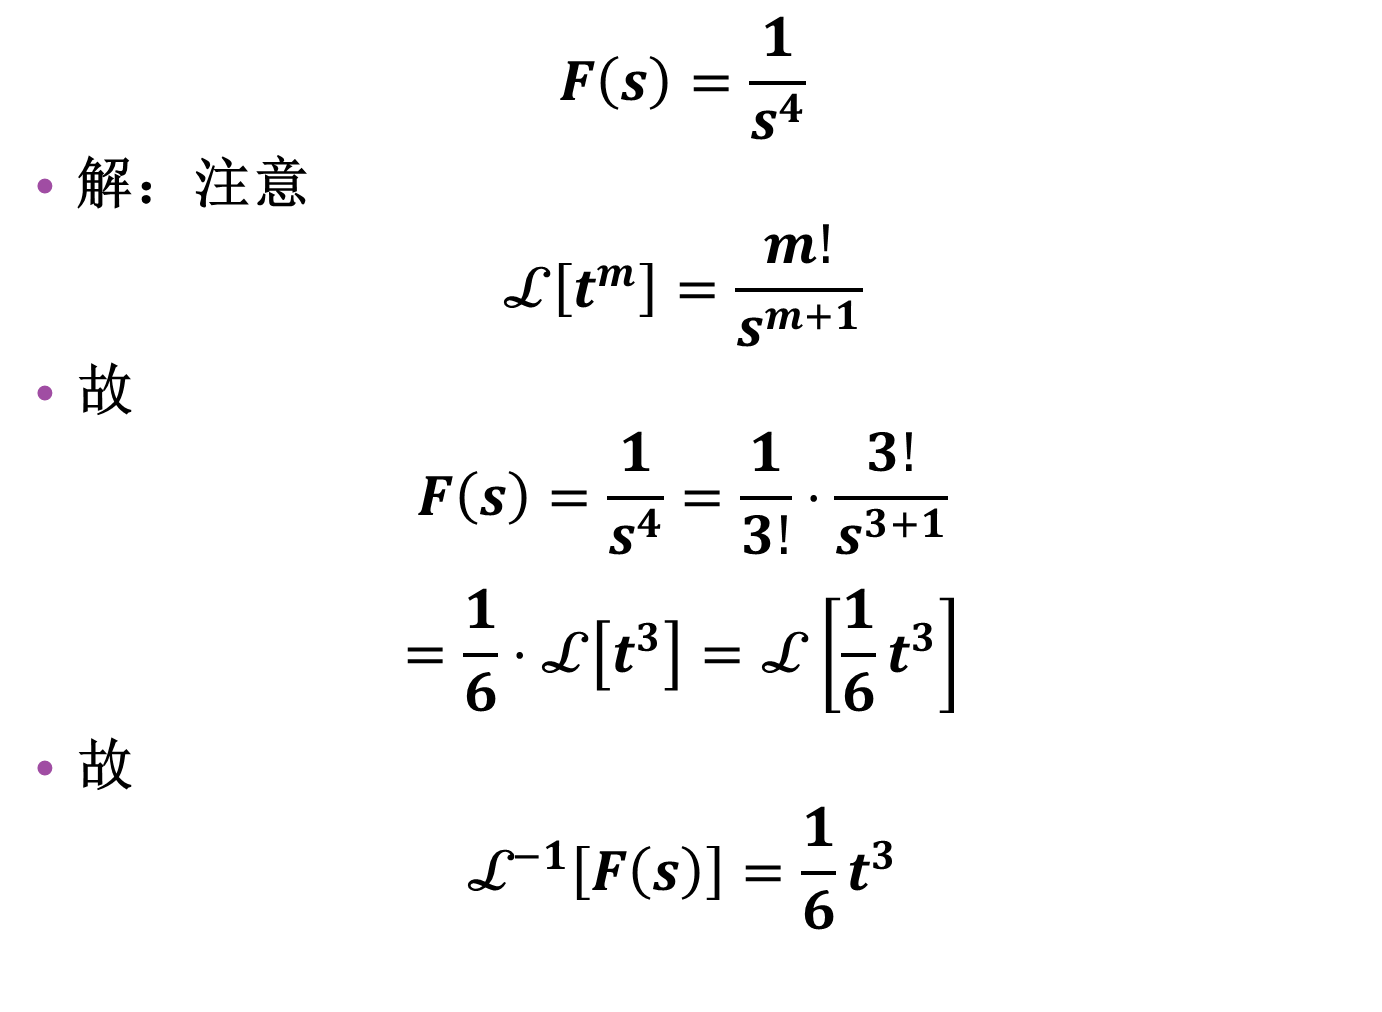 F(s) = 1/s^4
• 解：注意
ℒ[t^m] = m!/s^{m+1}
• 故
F(s) = 1/s^4 = 1/3! · 3!/s^{3+1}
= 1/6 · ℒ[t^3] = ℒ[1/6 t^3]
• 故
ℒ^{-1}[F(s)] = 1/6 t^3